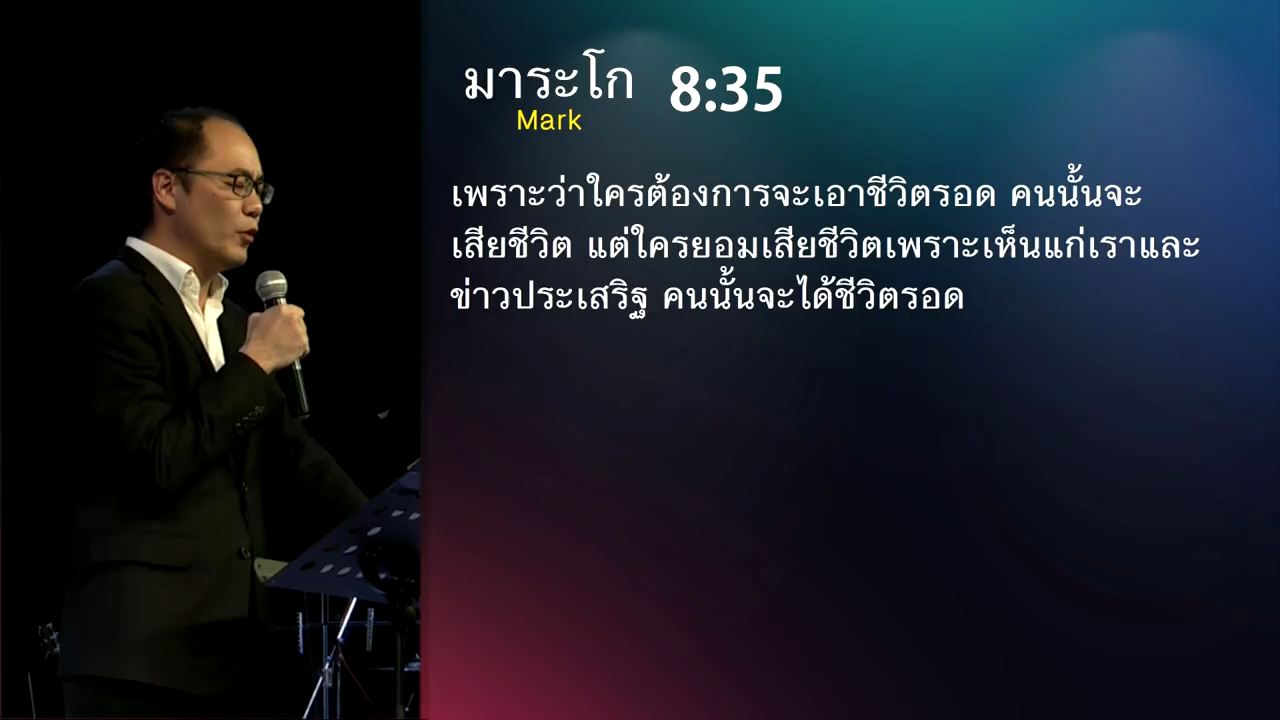 มาระโก 8:35
Mark
เพราะว่าใครต้องการจะเอาชีวิตรอด คนนั้นจะ
เสียชีวิต แต่ใครยอมเสียชีวิตเพราะเห็นแก่เราและ
ข่าวประเสริฐ คนนั้นจะได้ชีวิตรอด